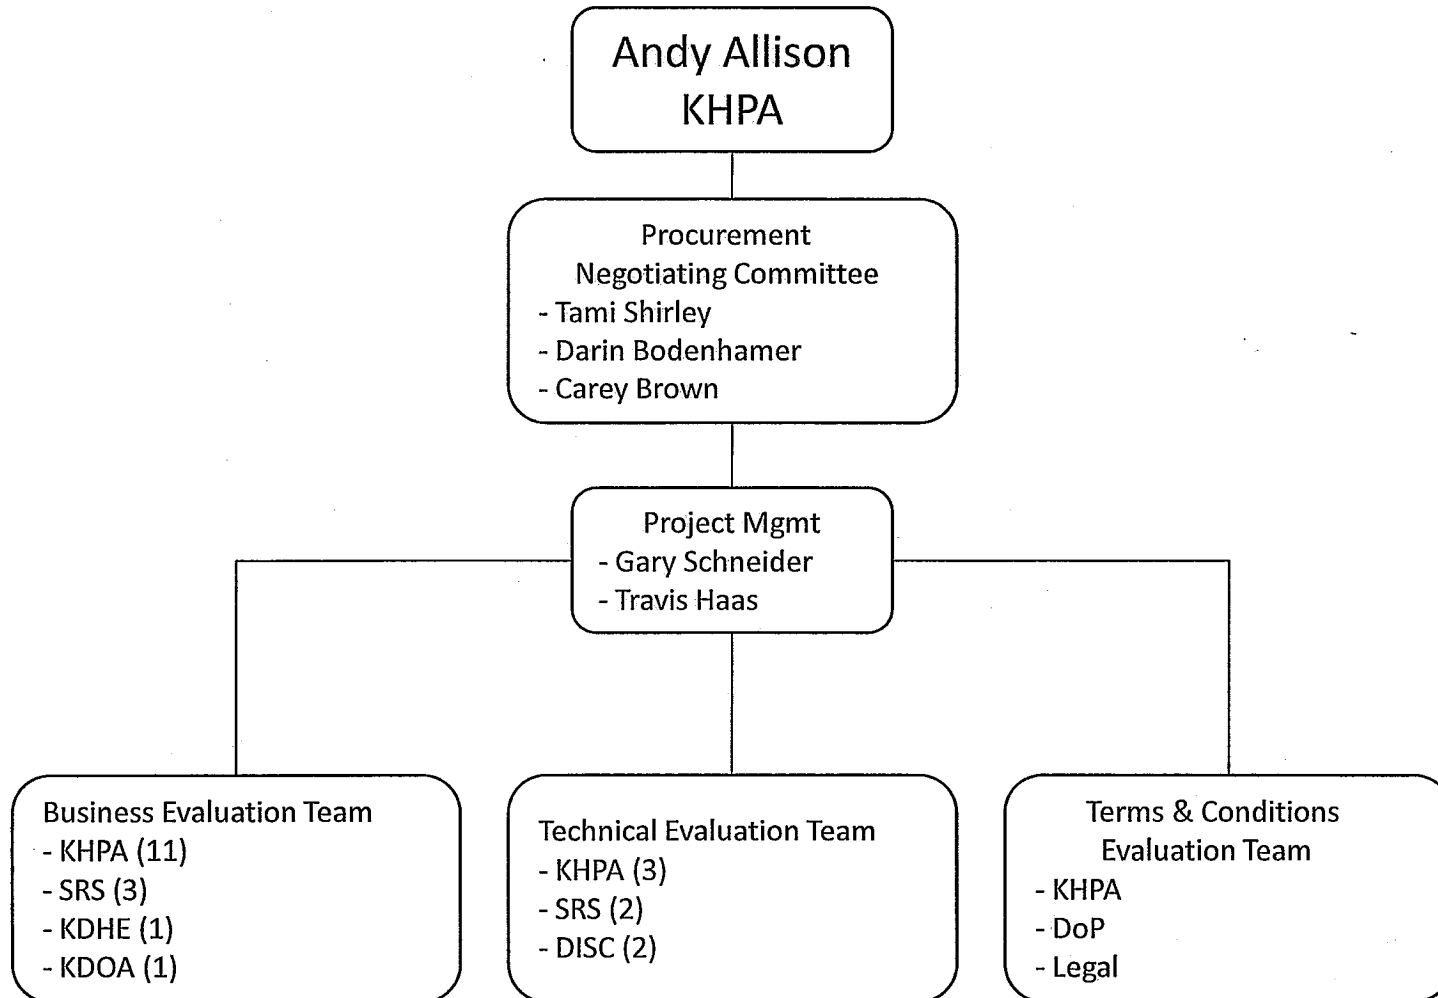 Andy Allison
KHPA
Procurement
Negotiating Committee
- Tami Shirley
- Darin Bodenhamer
- Carey Brown
Project Mgmt
- Gary Schneider
- Travis Haas
Business Evaluation Team
- KHPA (11)
- SRS (3)
- KDHE (1)
- KDOA (1)
Technical Evaluation Team
- KHPA (3)
- SRS (2)
- DISC (2)
Terms & Conditions
Evaluation Team
- KHPA
- DoP
- Legal